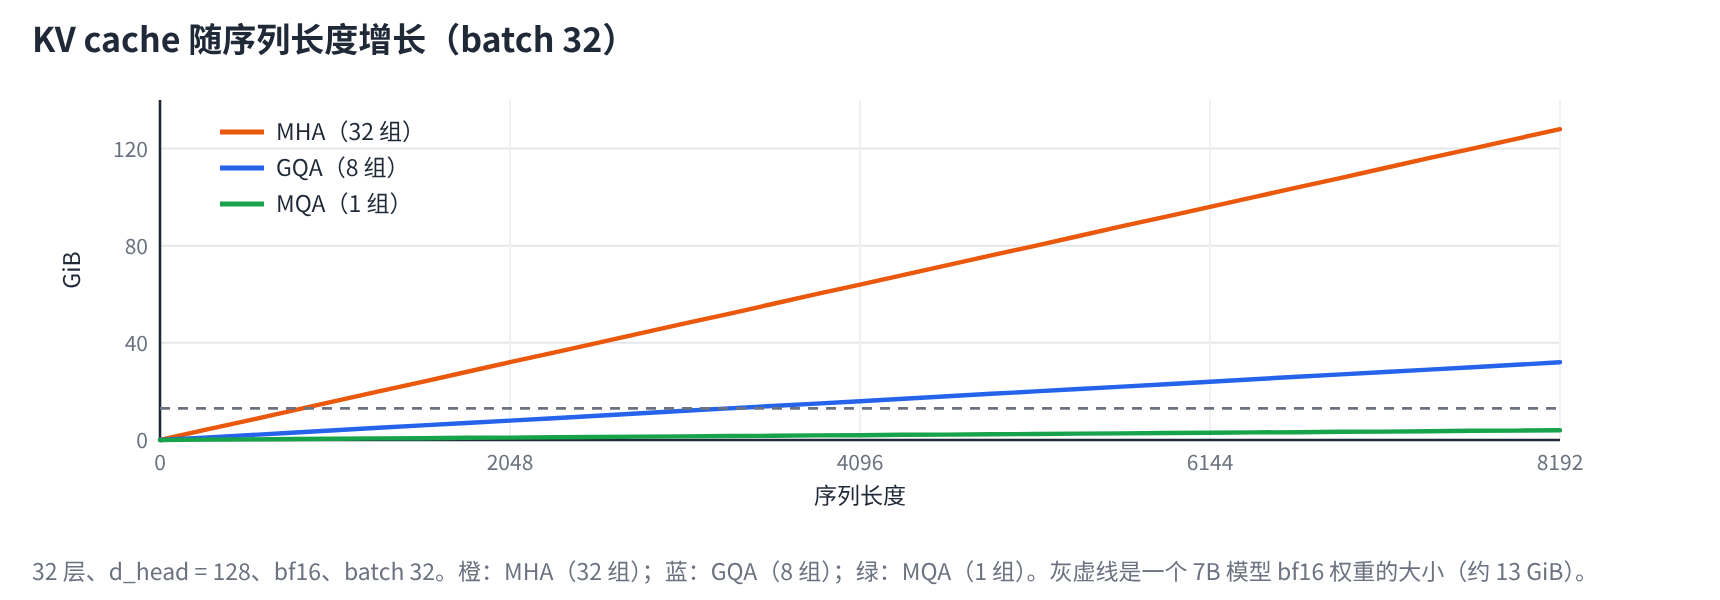 KV cache 随序列长度增长（batch 32）
MHA（32 组）
GQA（8 组）
MQA（1 组）
120
80
40
0
GiB
0
2048
4096
6144
8192
序列长度
32 层、d_head = 128、bf16、batch 32。橙：MHA（32 组）；蓝：GQA（8 组）；绿：MQA（1 组）。灰虚线是一个 7B 模型 bf16 权重的大小（约 13 GiB）。